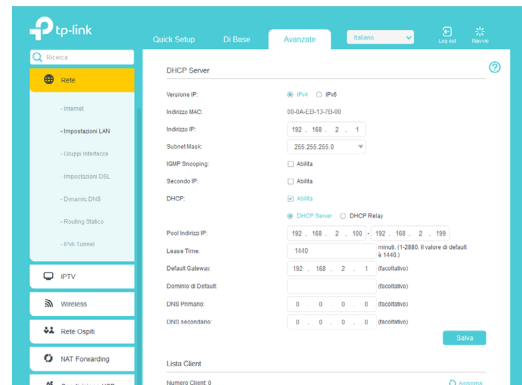 tp-link
Quick Setup
Di Base
Avanzate
Italiano
Log out
Riavvia
Ricerca
Rete
- Internet
- Impostazioni LAN
- Gruppi Interfacce
- Impostazioni DSL
- Dynamic DNS
- Routing Statico
- IPv6 Tunnel
IPTV
Wireless
Rete Ospiti
NAT Forwarding
DHCP Server
Versione IP: IPv4 IPv6
Indirizzo MAC: 00-0A-EB-13-7B-00
Indirizzo IP: 192 . 168 . 2 . 1
Subnet Mask: 255.255.255.0
IGMP Snooping: Abilita
Secondo IP: Abilita
DHCP: Abilita
DHCP Server DHCP Relay
Pool Indirizzi IP: 192 . 168 . 2 . 100 - 192 . 168 . 2 . 199
Lease Time: 1440 minuti. (1-2880. Il valore di default
è 1440.)
Default Gateway: 192 . 168 . 2 . 1 (facoltativo)
Dominio di Default: (facoltativo)
DNS Primario: 0 . 0 . 0 . 0 (facoltativo)
DNS secondario: 0 . 0 . 0 . 0 (facoltativo)
Salva
Lista Client
Numero Client: 0
Aggiorna